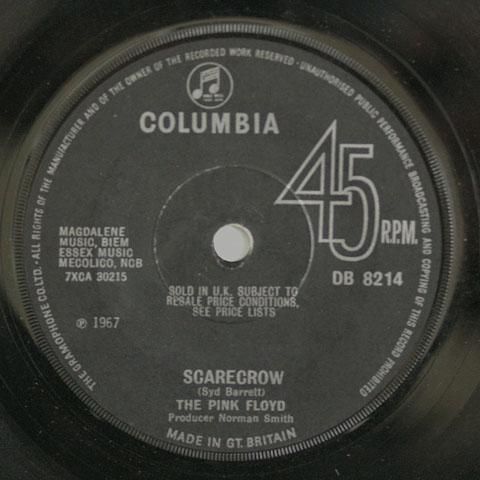 THE GRAMOPHONE CO. LTD. · ALL RIGHTS OF THE MANUFACTURER AND OF THE OWNER OF THE RECORDED WORK RESERVED · UNAUTHORISED PUBLIC PERFORMANCE BROADCASTING AND COPYING OF THIS RECORD PROHIBITED
COLUMBIA
45 R.P.M.
MAGDALENE
MUSIC, BIEM
ESSEX MUSIC
MECOLICO, NCB
7XCA 30215
DB 8214
SOLD IN U.K. SUBJECT TO
RESALE PRICE CONDITIONS,
SEE PRICE LISTS
℗ 1967
SCARECROW
(Syd Barrett)
THE PINK FLOYD
Producer Norman Smith
MADE IN GT. BRITAIN